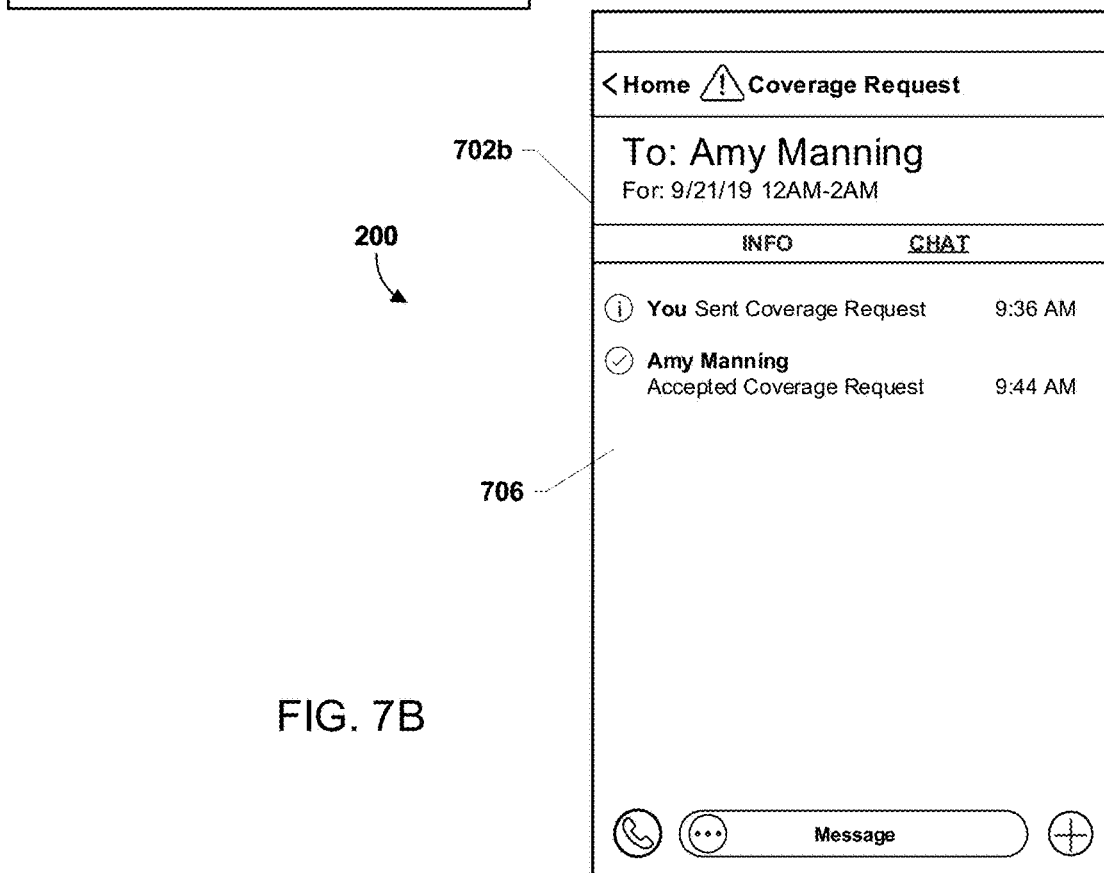 < Home Coverage Request
702b
To: Amy Manning
For: 9/21/19 12AM-2AM
200
INFO CHAT
You Sent Coverage Request 9:36 AM
Amy Manning
Accepted Coverage Request 9:44 AM
706
FIG. 7B
Message